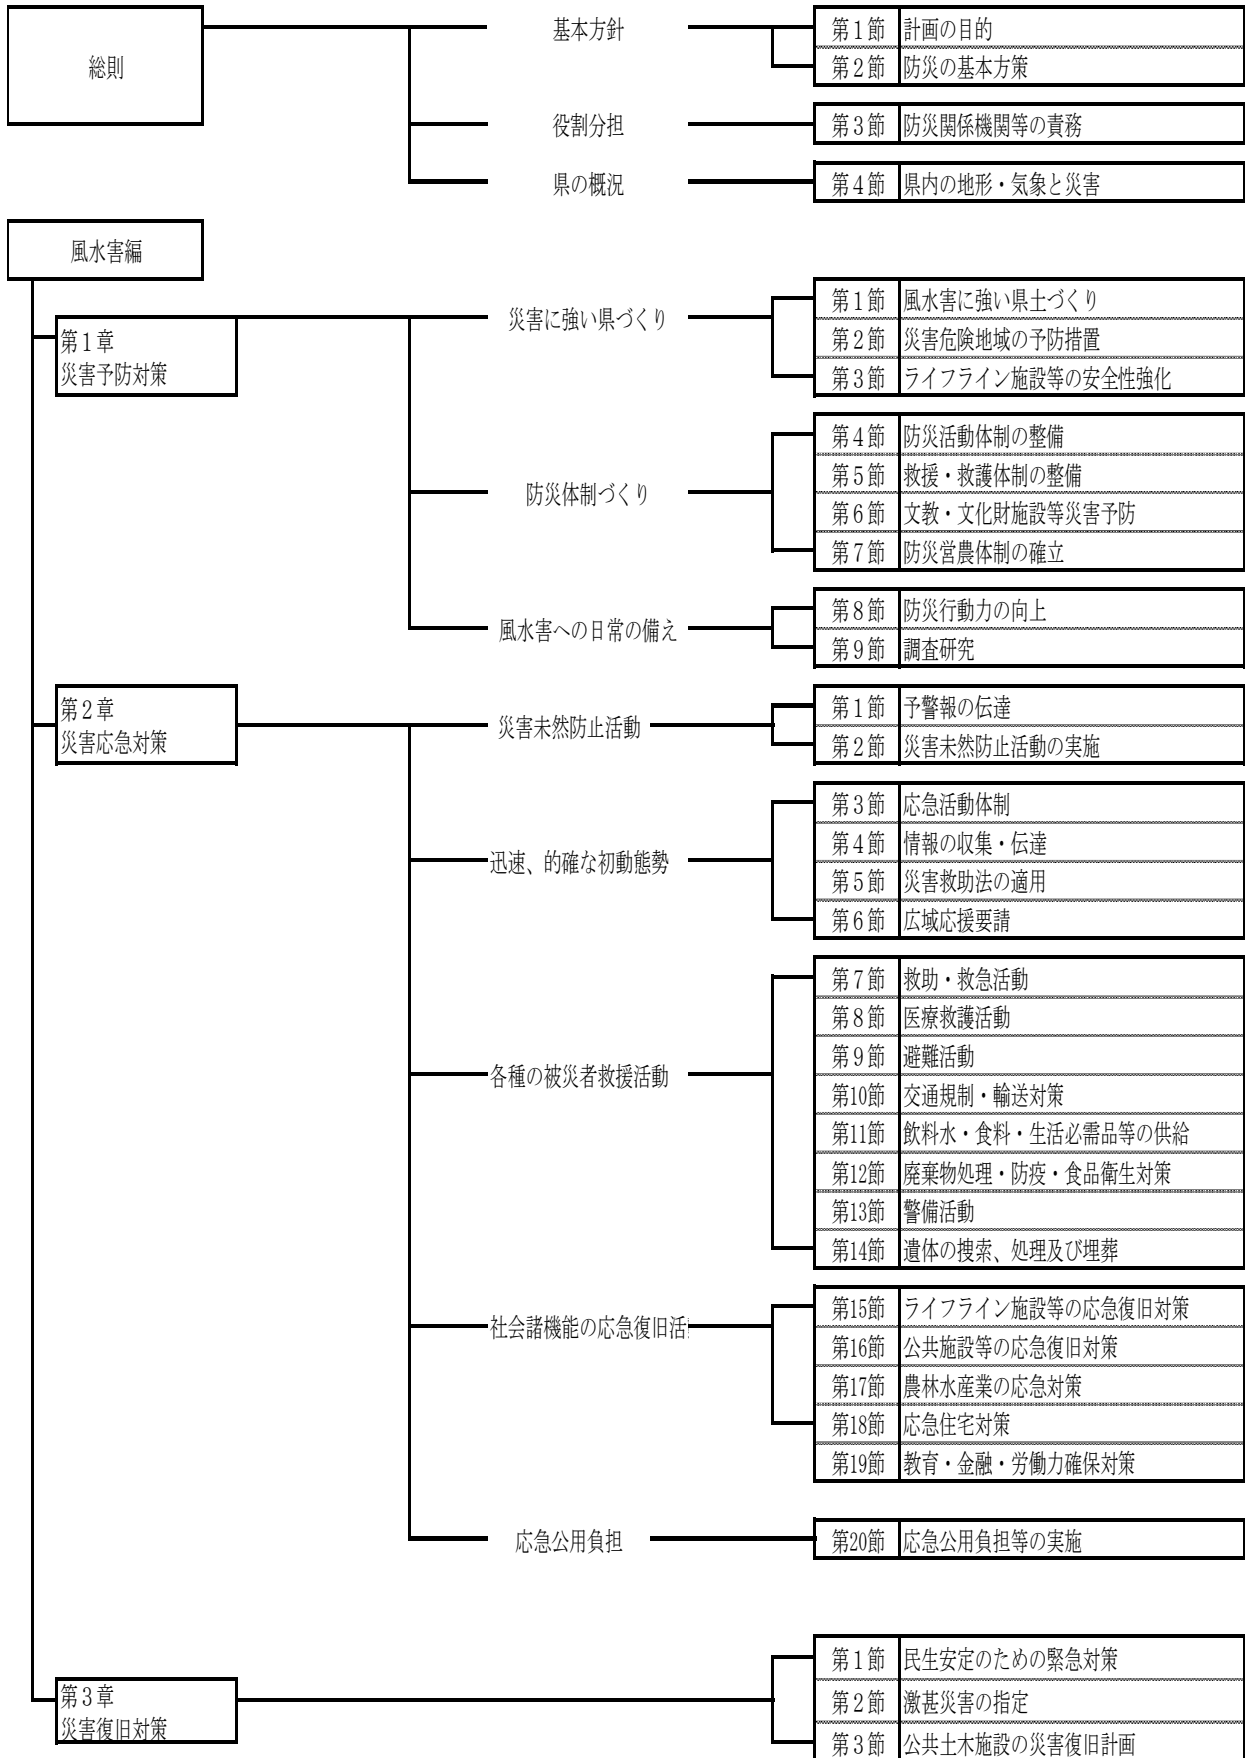 総則
基本方針
第１節 計画の目的
第２節 防災の基本方策
役割分担
第３節 防災関係機関等の責務
県の概況
第４節 県内の地形・気象と災害
風水害編
第１章
災害予防対策
災害に強い県づくり
第１節 風水害に強い県土づくり
第２節 災害危険地域の予防措置
第３節 ライフライン施設等の安全性強化
防災体制づくり
第４節 防災活動体制の整備
第５節 救援・救護体制の整備
第６節 文教・文化財施設等災害予防
第７節 防災営農体制の確立
風水害への日常の備え
第８節 防災行動力の向上
第９節 調査研究
第２章
災害応急対策
災害未然防止活動
第１節 予警報の伝達
第２節 災害未然防止活動の実施
迅速、的確な初動態勢
第３節 応急活動体制
第４節 情報の収集・伝達
第５節 災害救助法の適用
第６節 広域応援要請
各種の被災者救援活動
第７節 救助・救急活動
第８節 医療救護活動
第９節 避難活動
第10節 交通規制・輸送対策
第11節 飲料水・食料・生活必需品等の供給
第12節 廃棄物処理・防疫・食品衛生対策
第13節 警備活動
第14節 遺体の捜索、処理及び埋葬
社会諸機能の応急復旧活
第15節 ライフライン施設等の応急復旧対策
第16節 公共施設等の応急復旧対策
第17節 農林水産業の応急対策
第18節 応急住宅対策
第19節 教育・金融・労働力確保対策
応急公用負担
第20節 応急公用負担等の実施
第３章
災害復旧対策
第１節 民生安定のための緊急対策
第２節 激甚災害の指定
第３節 公共土木施設の災害復旧計画